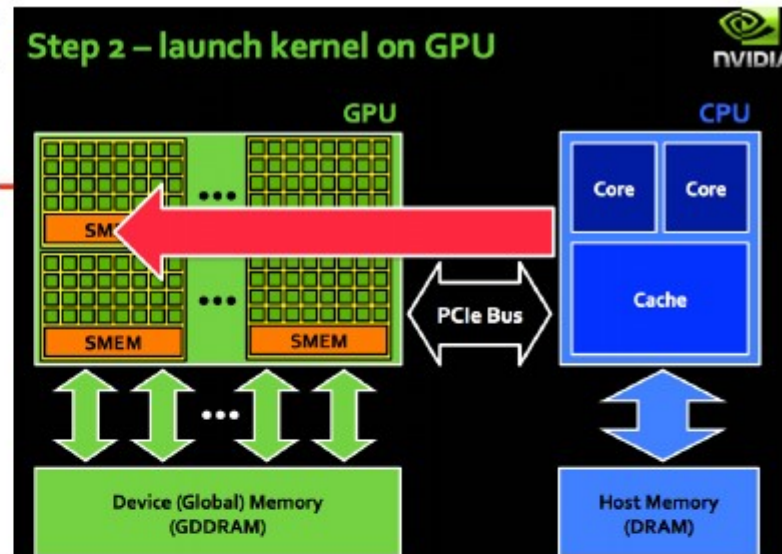 Step 2 – launch kernel on GPU
NVIDIA
GPU
CPU
...
Core
Core
SM
...
PCIe Bus
Cache
SMEM
SMEM
...
Device (Global) Memory
(GDDRAM)
Host Memory
(DRAM)